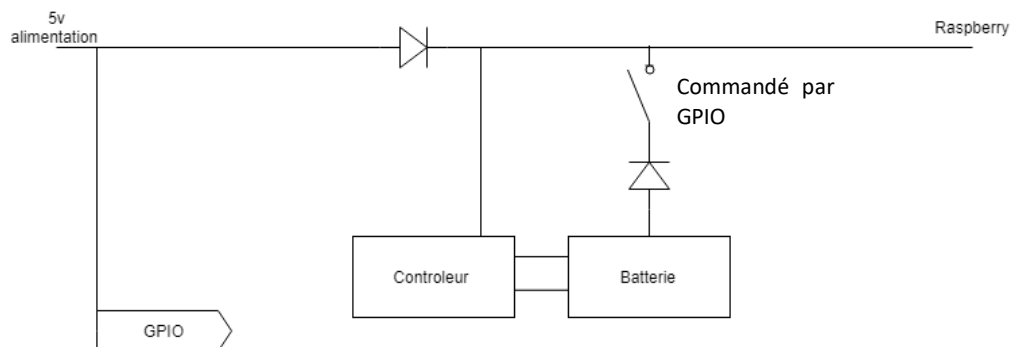 5v
alimentation
Raspberry
Commandé par
GPIO
Controleur
Batterie
GPIO